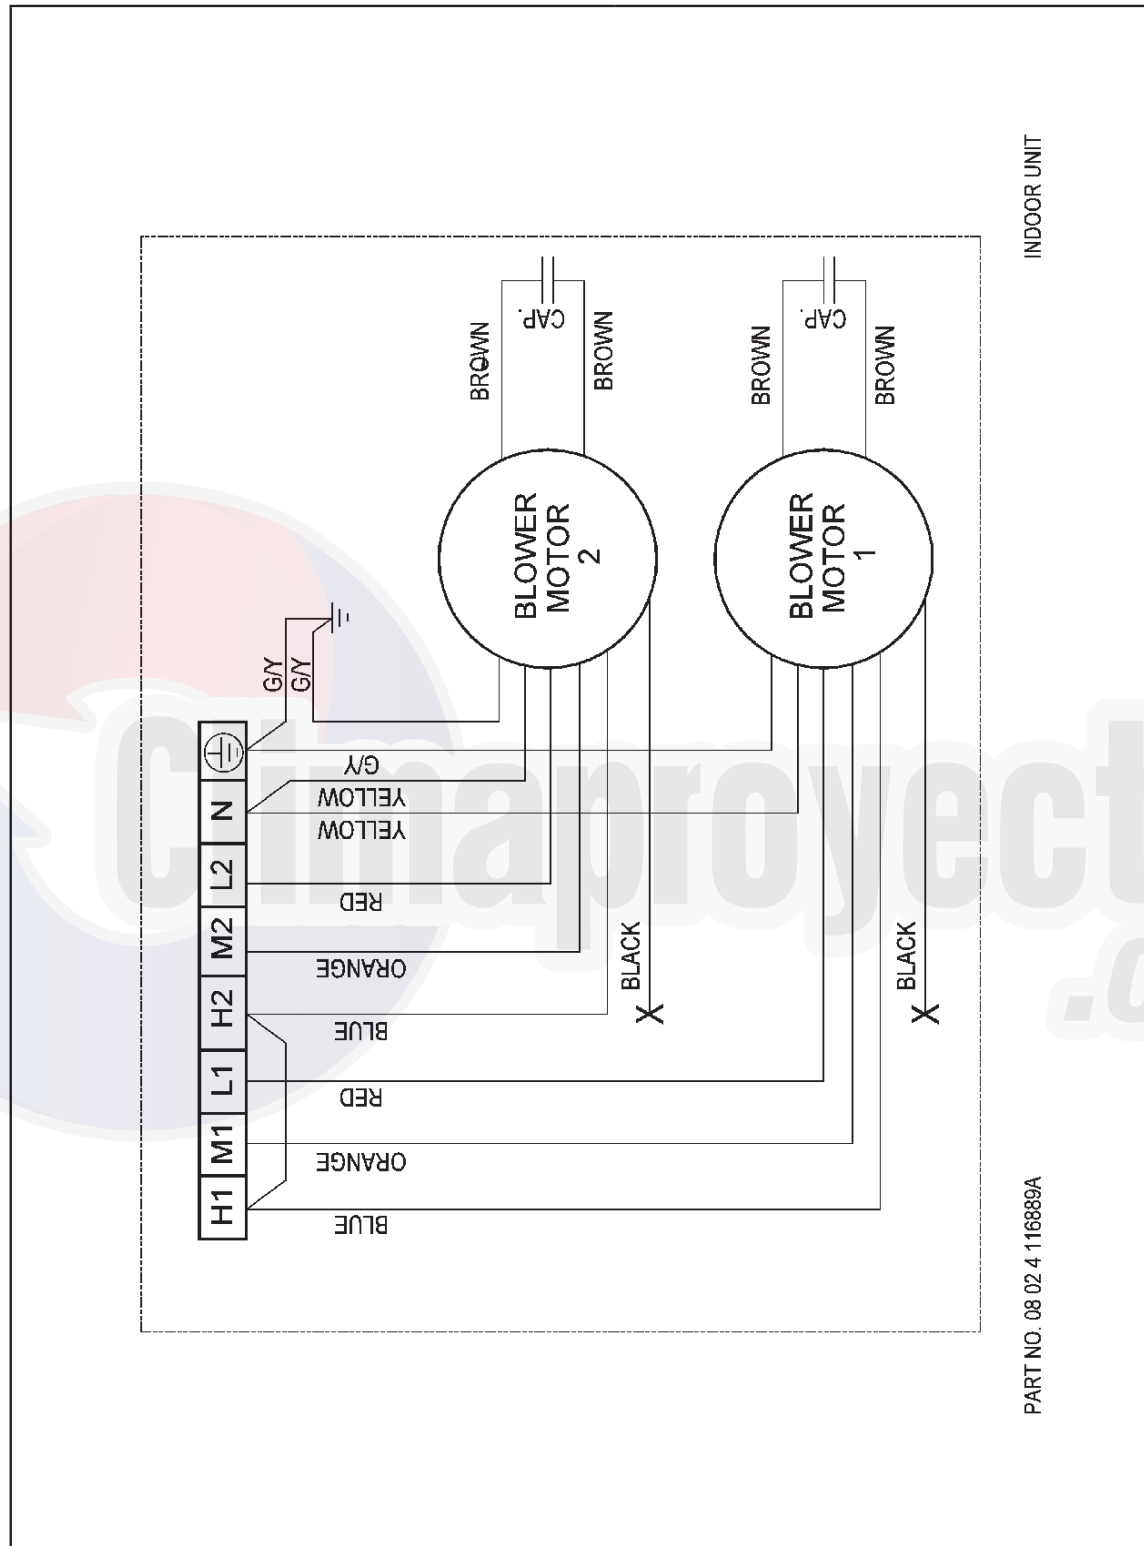 INDOOR UNIT
BROWN
CAP.
BROWN
BROWN
CAP.
BROWN
BLOWER
MOTOR
2
BLOWER
MOTOR
1
G/Y
G/Y
G/Y
YELLOW
YELLOW
RED
ORANGE
BLUE
RED
ORANGE
BLUE
BLACK
X
BLACK
X
H1 M1 L1 H2 M2 L2 N
PART NO. 08 02 4 116889A
Climaproyect
.c